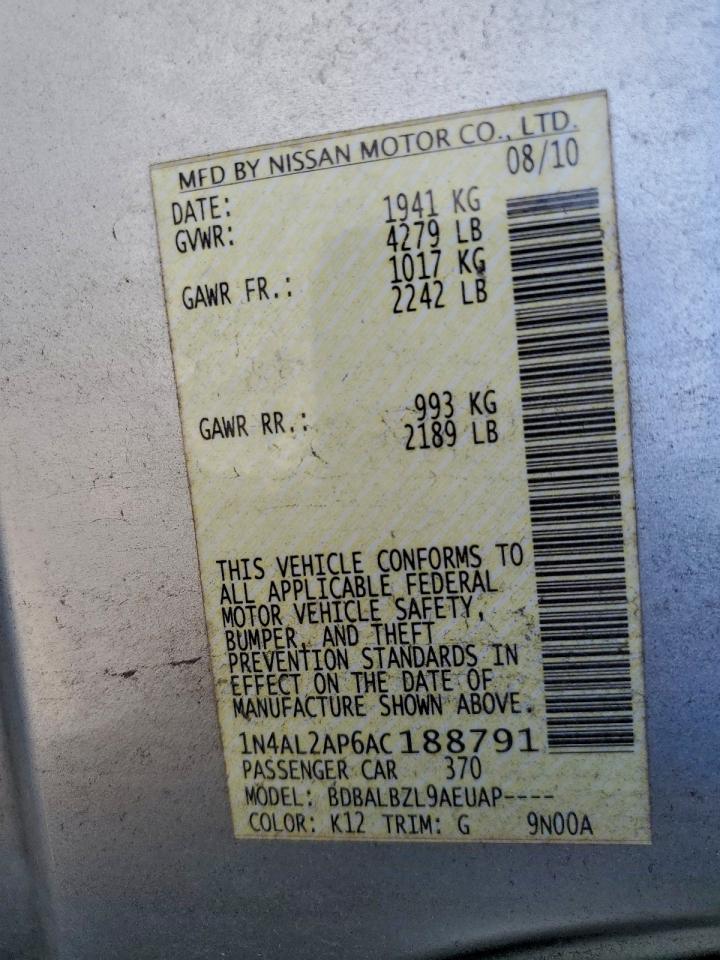 MFD BY NISSAN MOTOR CO., LTD.
DATE: 08/10
GVWR: 1941 KG
4279 LB
GAWR FR.: 1017 KG
2242 LB
GAWR RR.: 993 KG
2189 LB
THIS VEHICLE CONFORMS TO
ALL APPLICABLE FEDERAL
MOTOR VEHICLE SAFETY,
BUMPER, AND THEFT
PREVENTION STANDARDS IN
EFFECT ON THE DATE OF
MANUFACTURE SHOWN ABOVE.
1N4AL2AP6AC188791
PASSENGER CAR 370
MODEL: BDBALBZL9AEUAP----
COLOR: K12 TRIM: G 9N00A